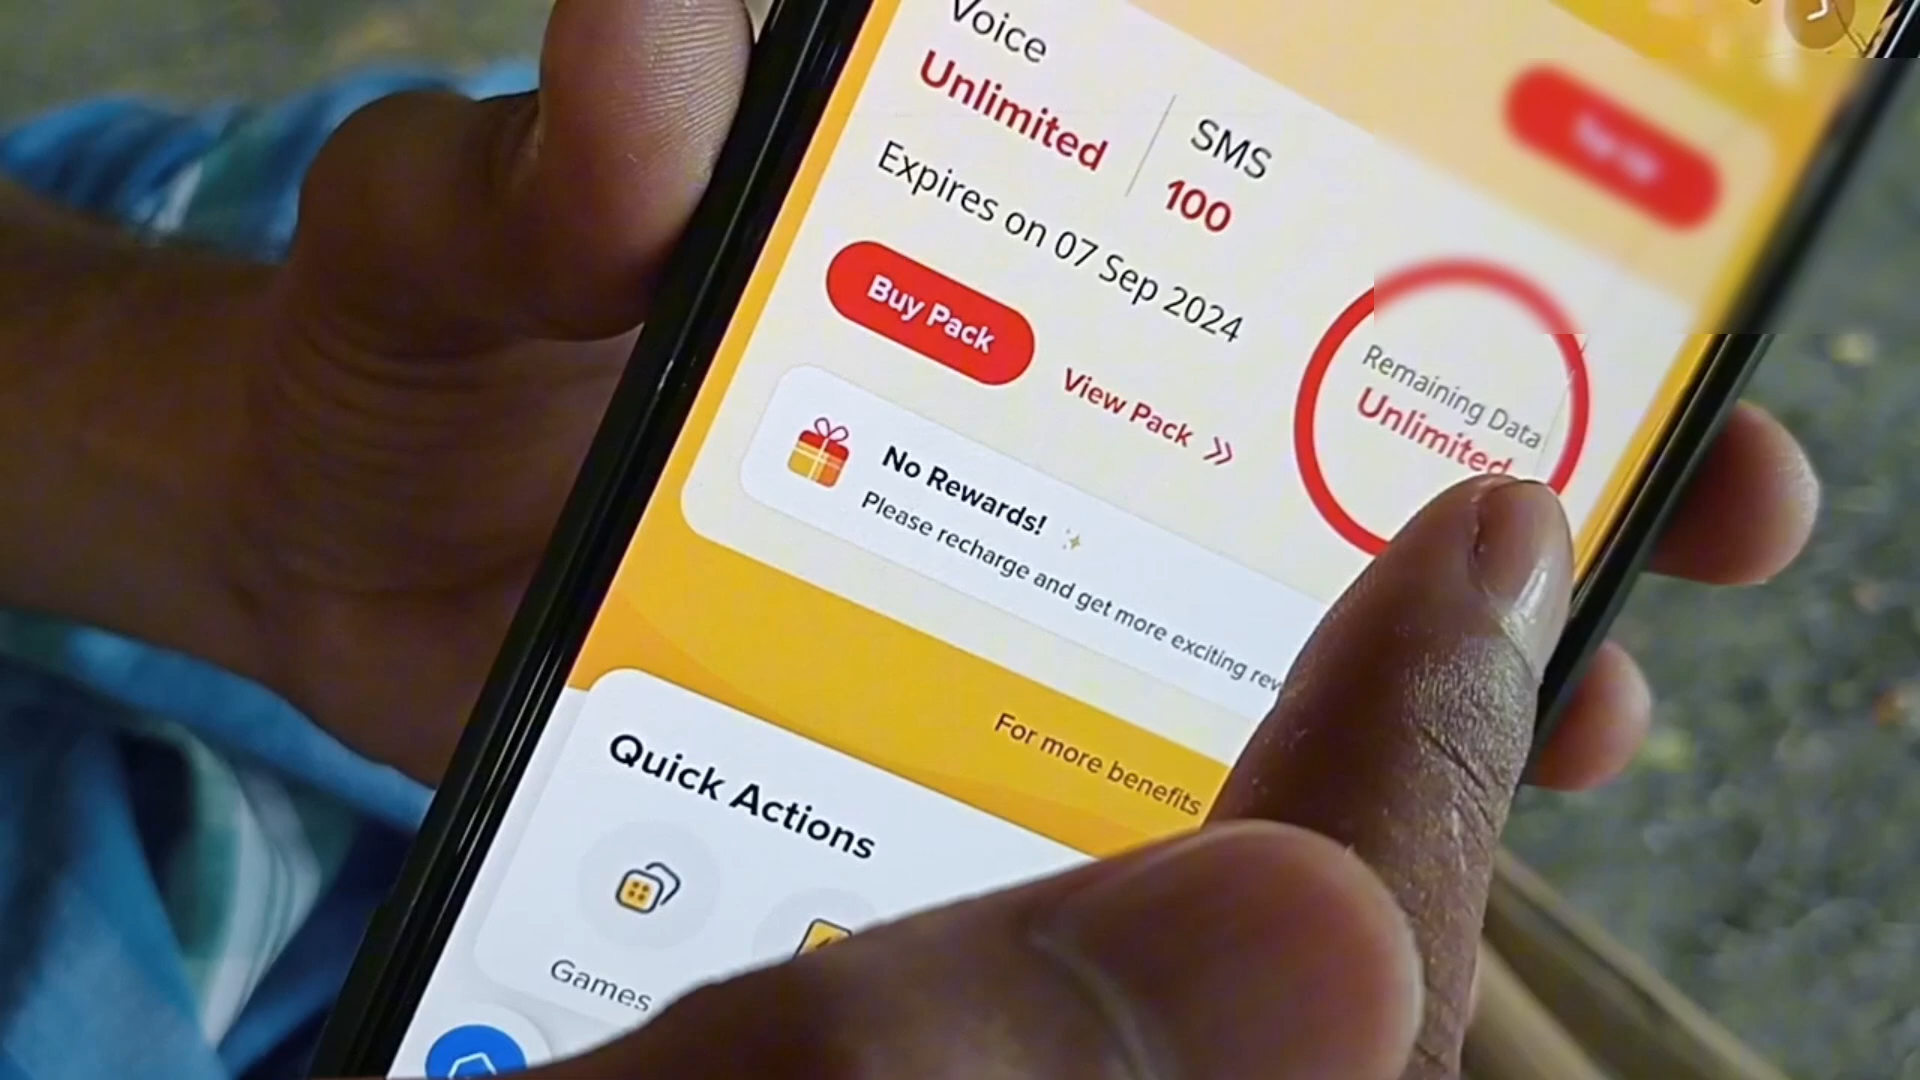 Voice
Unlimited
SMS
100
Expires on 07 Sep 2024
Buy Pack
View Pack
Remaining Data
Unlimited
No Rewards!
Please recharge and get more exciting
For more benefits
Quick Actions
Games